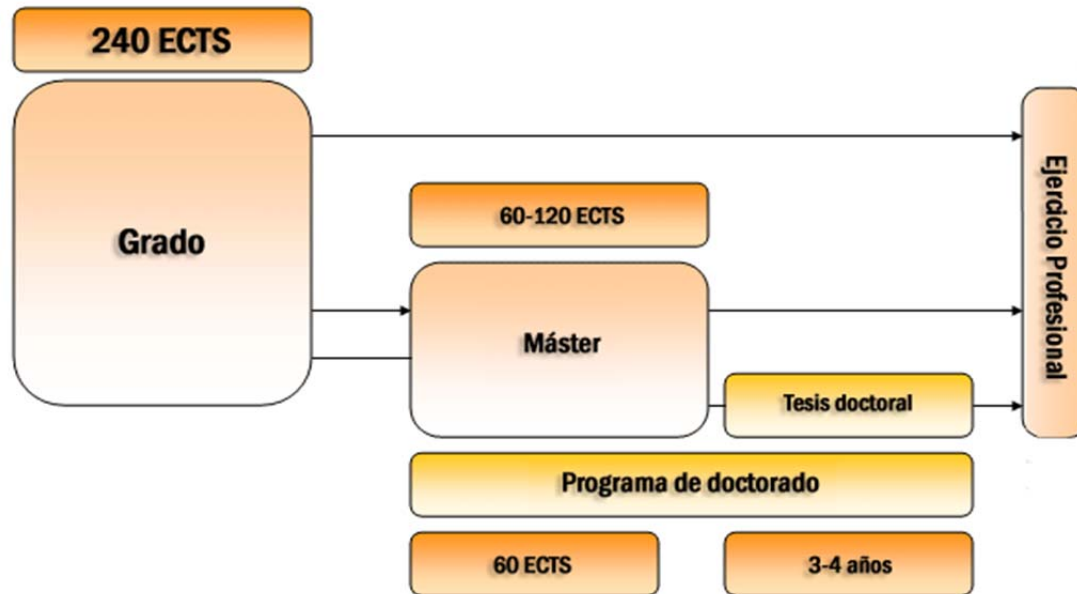 240 ECTS
Grado
60-120 ECTS
Máster
Ejercicio Profesional
Tesis doctoral
Programa de doctorado
60 ECTS
3-4 años